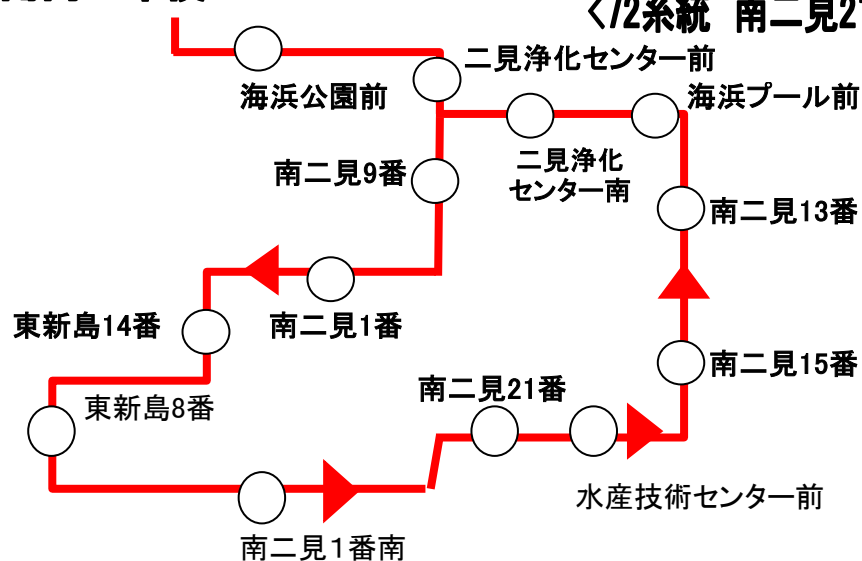 <72系統 南二見27
海浜公園前
二見浄化センター前
海浜プール前
二見浄化
センター南
南二見9番
南二見13番
東新島14番
南二見1番
南二見15番
南二見21番
東新島8番
水産技術センター前
南二見１番南